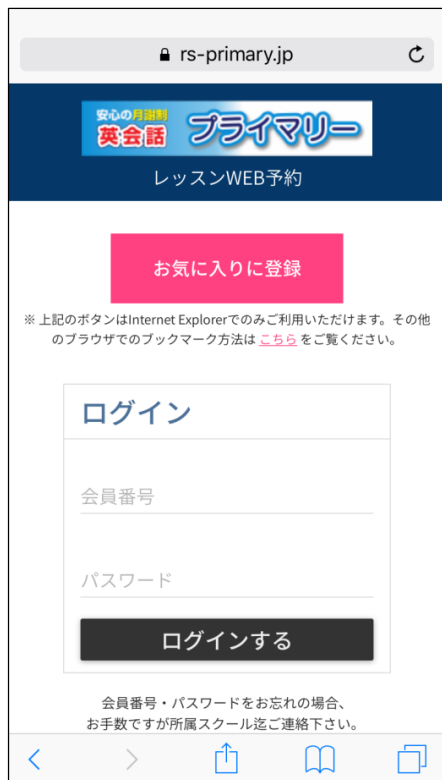 rs-primary.jp
安心の月謝制
英会話 プライマリー
レッスンWEB予約
お気に入りに登録
※ 上記のボタンはInternet Explorerでのみご利用いただけます。その他
のブラウザでのブックマーク方法は こちら をご覧ください。
ログイン
会員番号
パスワード
ログインする
会員番号・パスワードをお忘れの場合、
お手数ですが所属スクール迄ご連絡下さい。